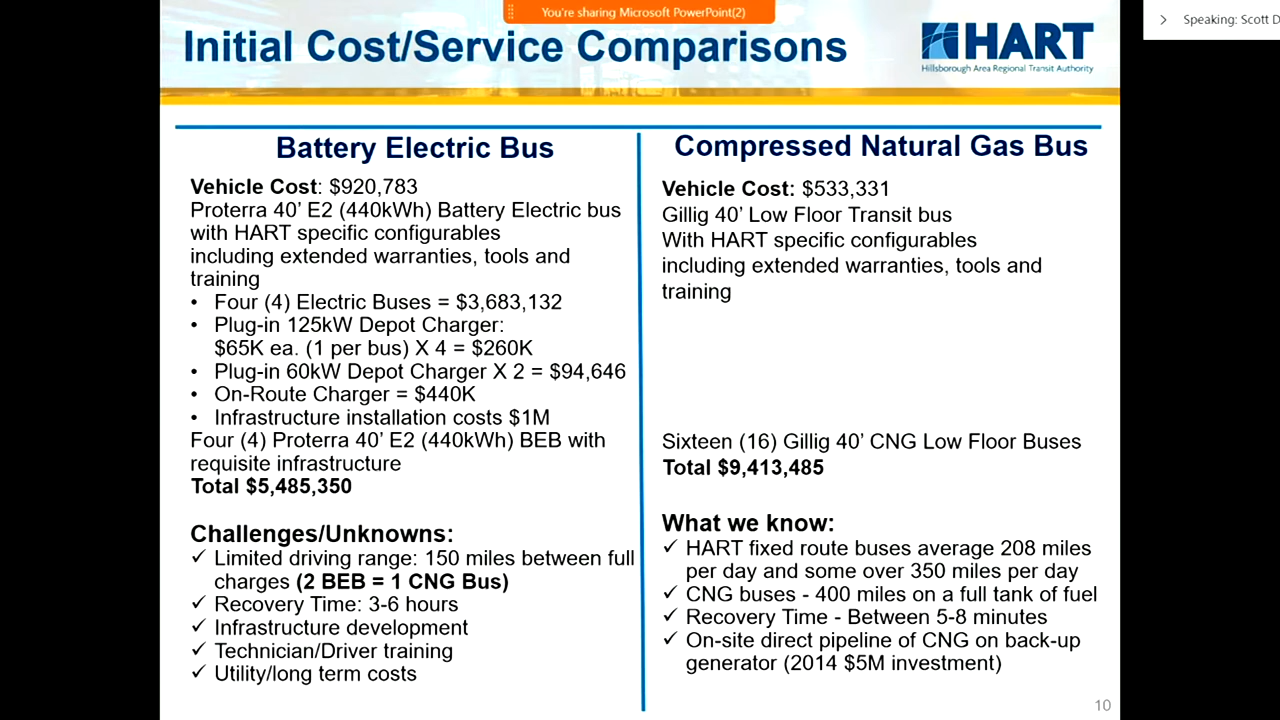 You're sharing Microsoft PowerPoint(2)
Speaking: Scott D
Initial Cost/Service Comparisons
HART
Hillsborough Area Regional Transit Authority
Battery Electric Bus
Vehicle Cost: $920,783
Proterra 40’ E2 (440kWh) Battery Electric bus
with HART specific configurables
including extended warranties, tools and
training
• Four (4) Electric Buses = $3,683,132
• Plug-in 125kW Depot Charger:
$65K ea. (1 per bus) X 4 = $260K
• Plug-in 60kW Depot Charger X 2 = $94,646
• On-Route Charger = $440K
• Infrastructure installation costs $1M
Four (4) Proterra 40’ E2 (440kWh) BEB with
requisite infrastructure
Total $5,485,350
Challenges/Unknowns:
✓ Limited driving range: 150 miles between full
charges (2 BEB = 1 CNG Bus)
✓ Recovery Time: 3-6 hours
✓ Infrastructure development
✓ Technician/Driver training
✓ Utility/long term costs
Compressed Natural Gas Bus
Vehicle Cost: $533,331
Gillig 40’ Low Floor Transit bus
With HART specific configurables
including extended warranties, tools and
training
Sixteen (16) Gillig 40’ CNG Low Floor Buses
Total $9,413,485
What we know:
✓ HART fixed route buses average 208 miles
per day and some over 350 miles per day
✓ CNG buses - 400 miles on a full tank of fuel
✓ Recovery Time - Between 5-8 minutes
✓ On-site direct pipeline of CNG on back-up
generator (2014 $5M investment)
10